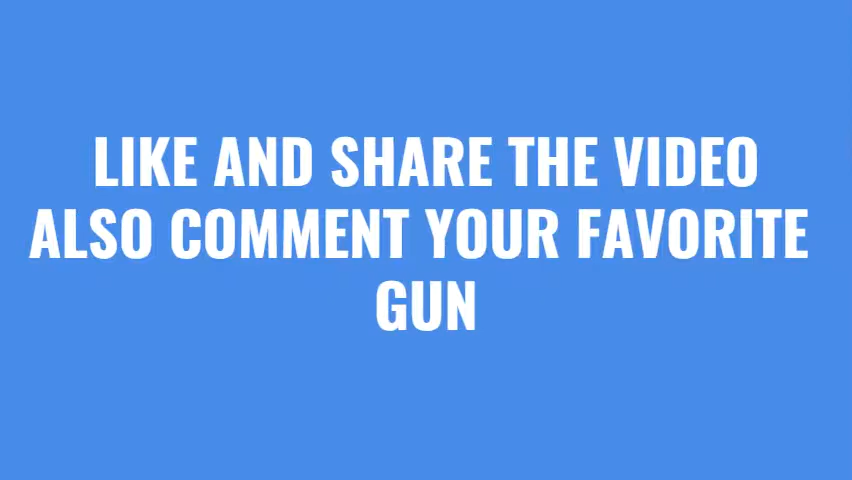 LIKE AND SHARE THE VIDEO
ALSO COMMENT YOUR FAVORITE
GUN